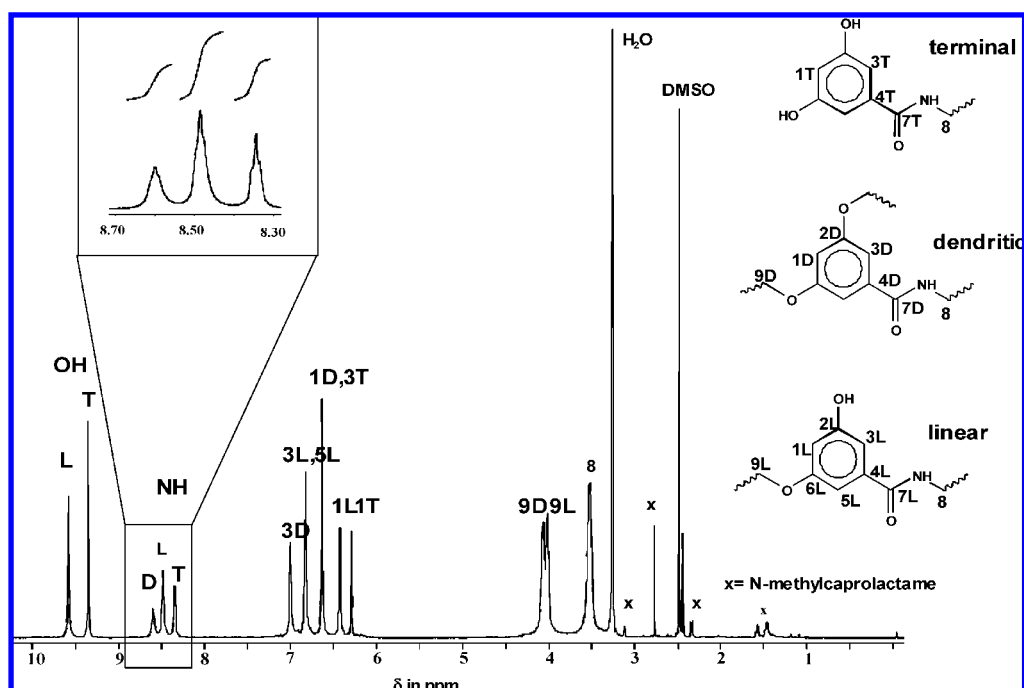 8.70 8.50 8.30
H₂O
DMSO
OH
T
L
NH
D
L
T
1D,3T
3L,5L
3D
1L1T
9D9L
8
x
x
x
x
x= N-methylcaprolactame
10 9 8 7 6 5 4 3 2 1
δ in ppm
terminal
OH
1T
3T
4T
HO
7T
NH
8
O
dendritic
O
2D
1D
3D
9D
4D
O
7D
NH
8
O
linear
OH
2L
1L
3L
9L
4L
O
6L
5L
7L
NH
8
O